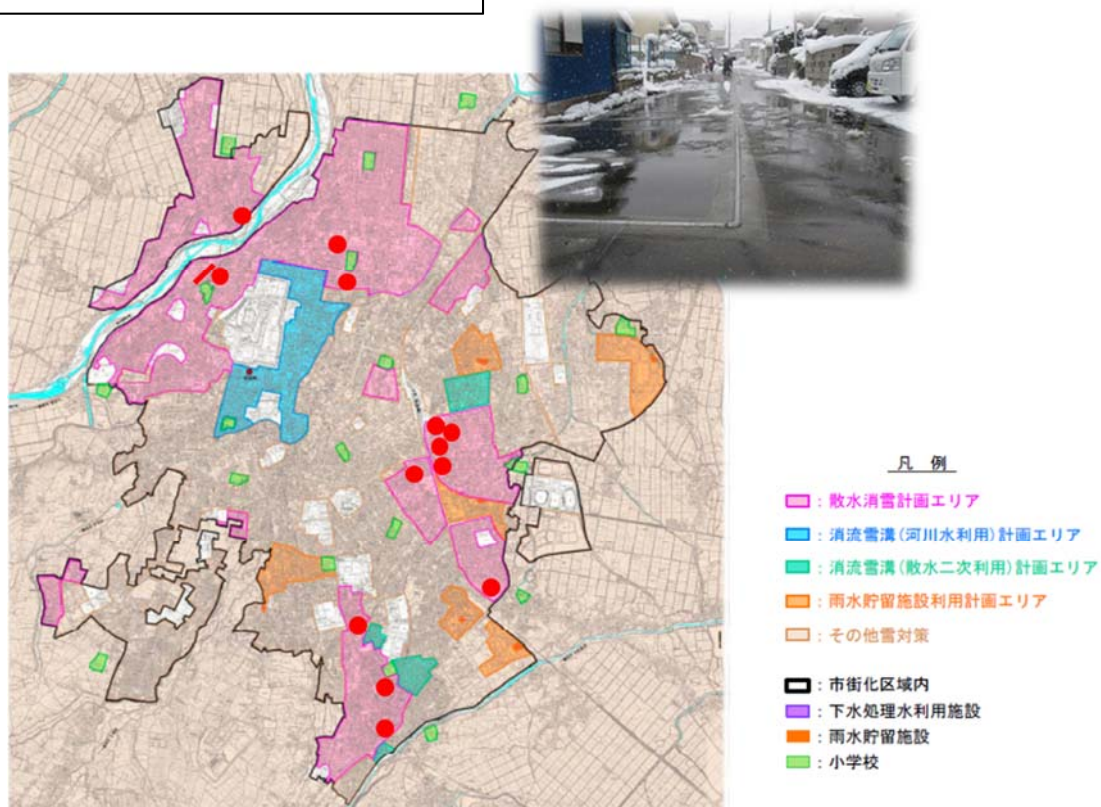 凡 例
：散水消雪計画エリア
：消流雪溝(河川水利用)計画エリア
：消流雪溝(散水二次利用)計画エリア
：雨水貯留施設利用計画エリア
：その他雪対策
：市街化区域内
：下水処理水利用施設
：雨水貯留施設
：小学校